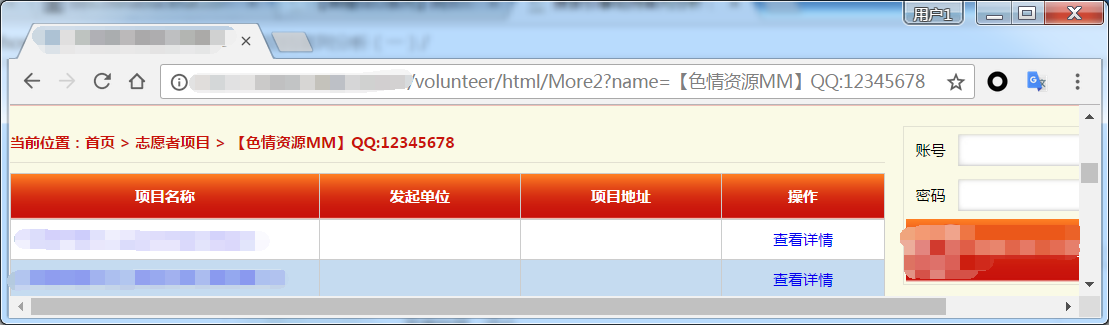 用户1
/volunteer/html/More2?name=【色情资源MM】QQ:12345678
当前位置：首页 > 志愿者项目 > 【色情资源MM】QQ:12345678
账号
密码
项目名称 发起单位 项目地址 操作
查看详情
查看详情